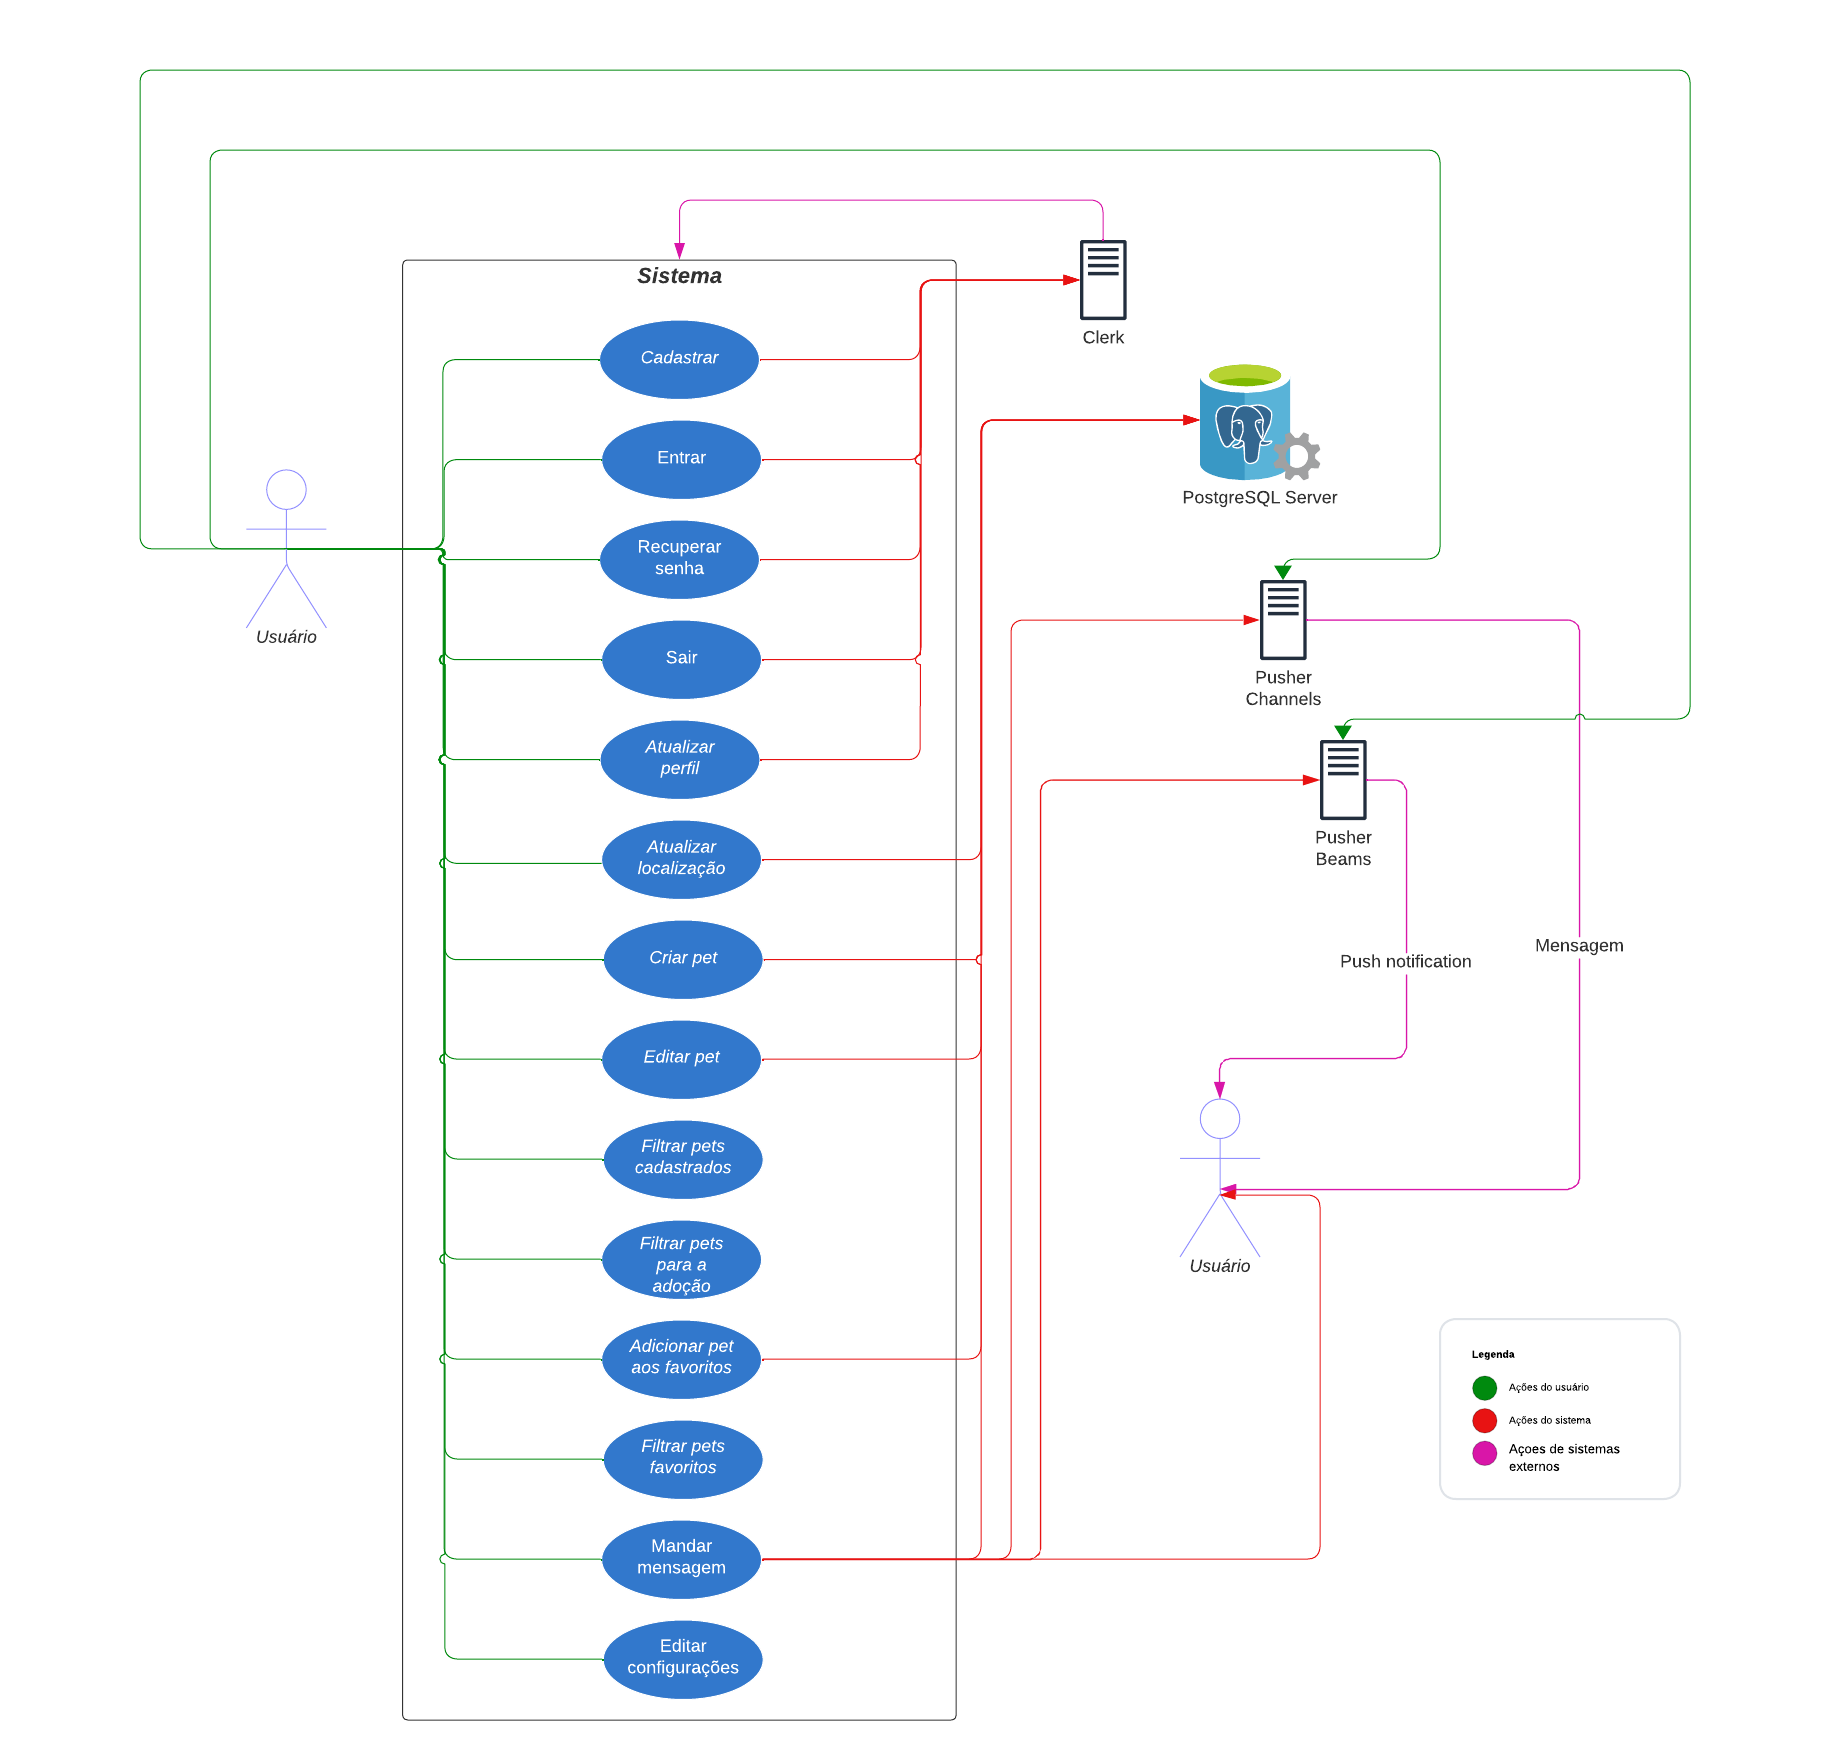 Sistema
Cadastrar
Entrar
Recuperar
senha
Sair
Atualizar
perfil
Atualizar
localização
Criar pet
Editar pet
Filtrar pets
cadastrados
Filtrar pets
para a
adoção
Adicionar pet
aos favoritos
Filtrar pets
favoritos
Mandar
mensagem
Editar
configurações
Usuário
Clerk
PostgreSQL Server
Pusher
Channels
Pusher
Beams
Mensagem
Push notification
Usuário
Legenda
Ações do usuário
Ações do sistema
Açoes de sistemas
externos